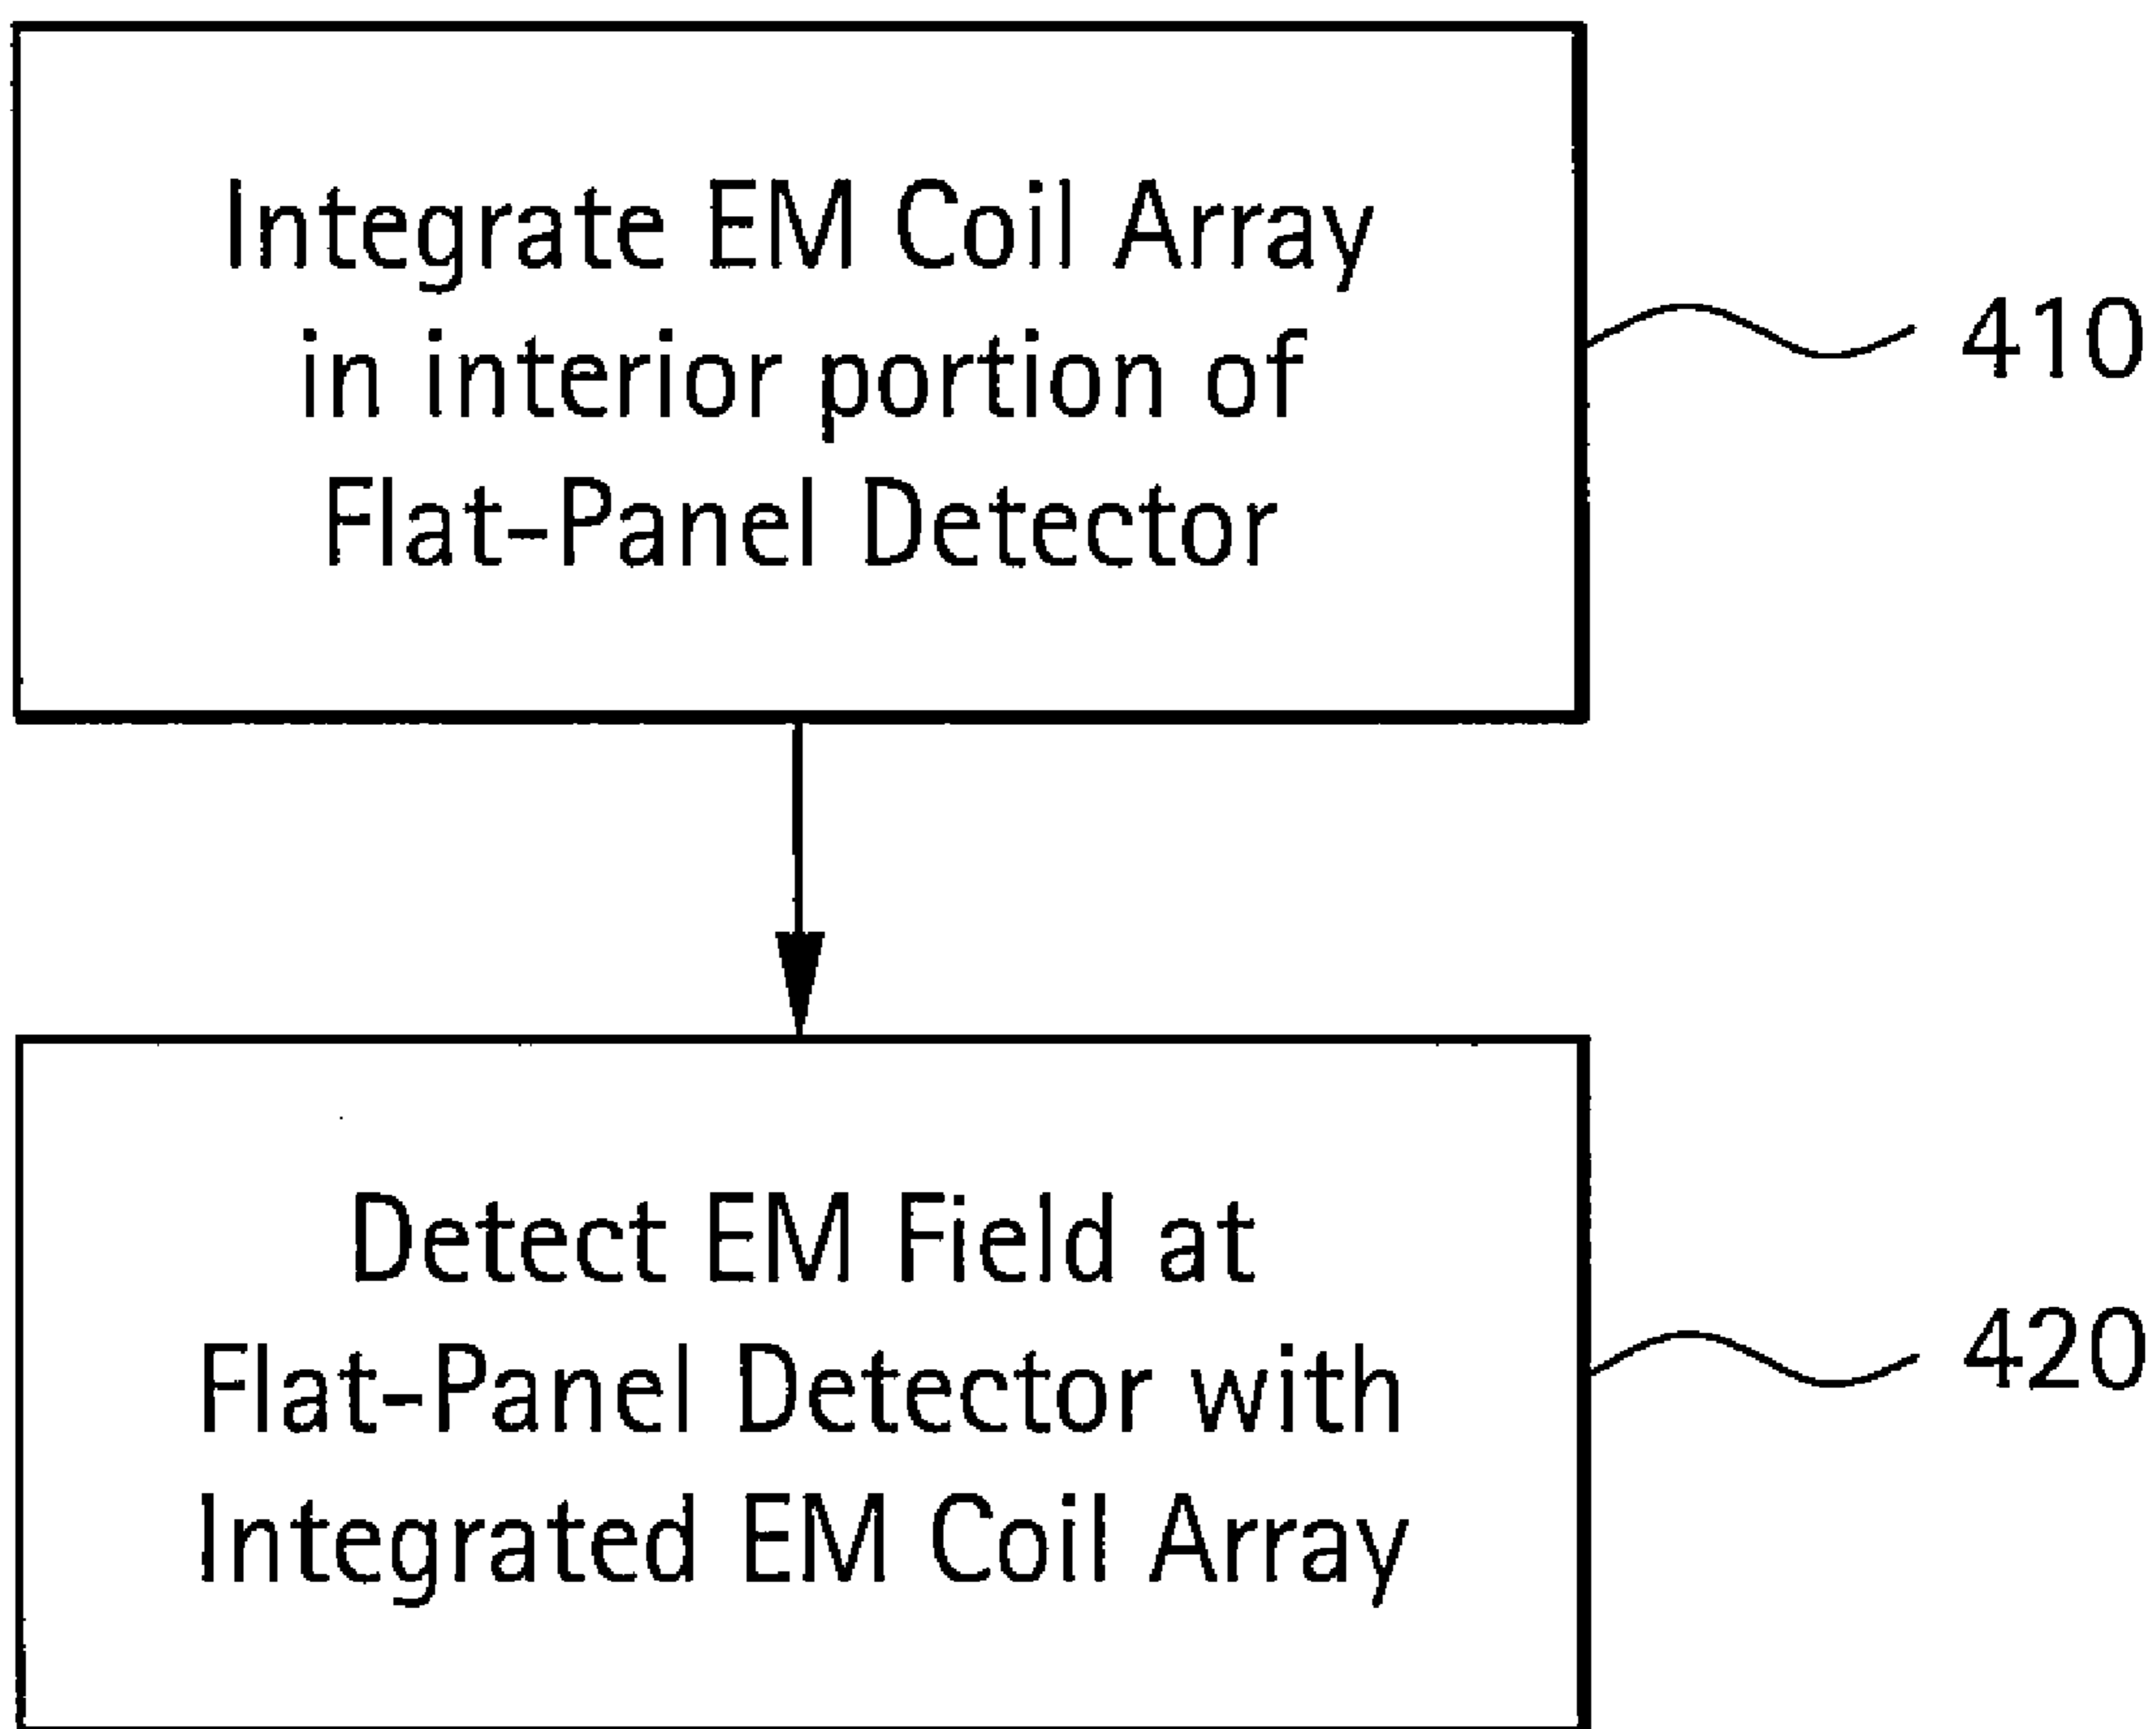 Integrate EM Coil Array
in interior portion of
Flat-Panel Detector
410
Detect EM Field at
Flat-Panel Detector with
Integrated EM Coil Array
420